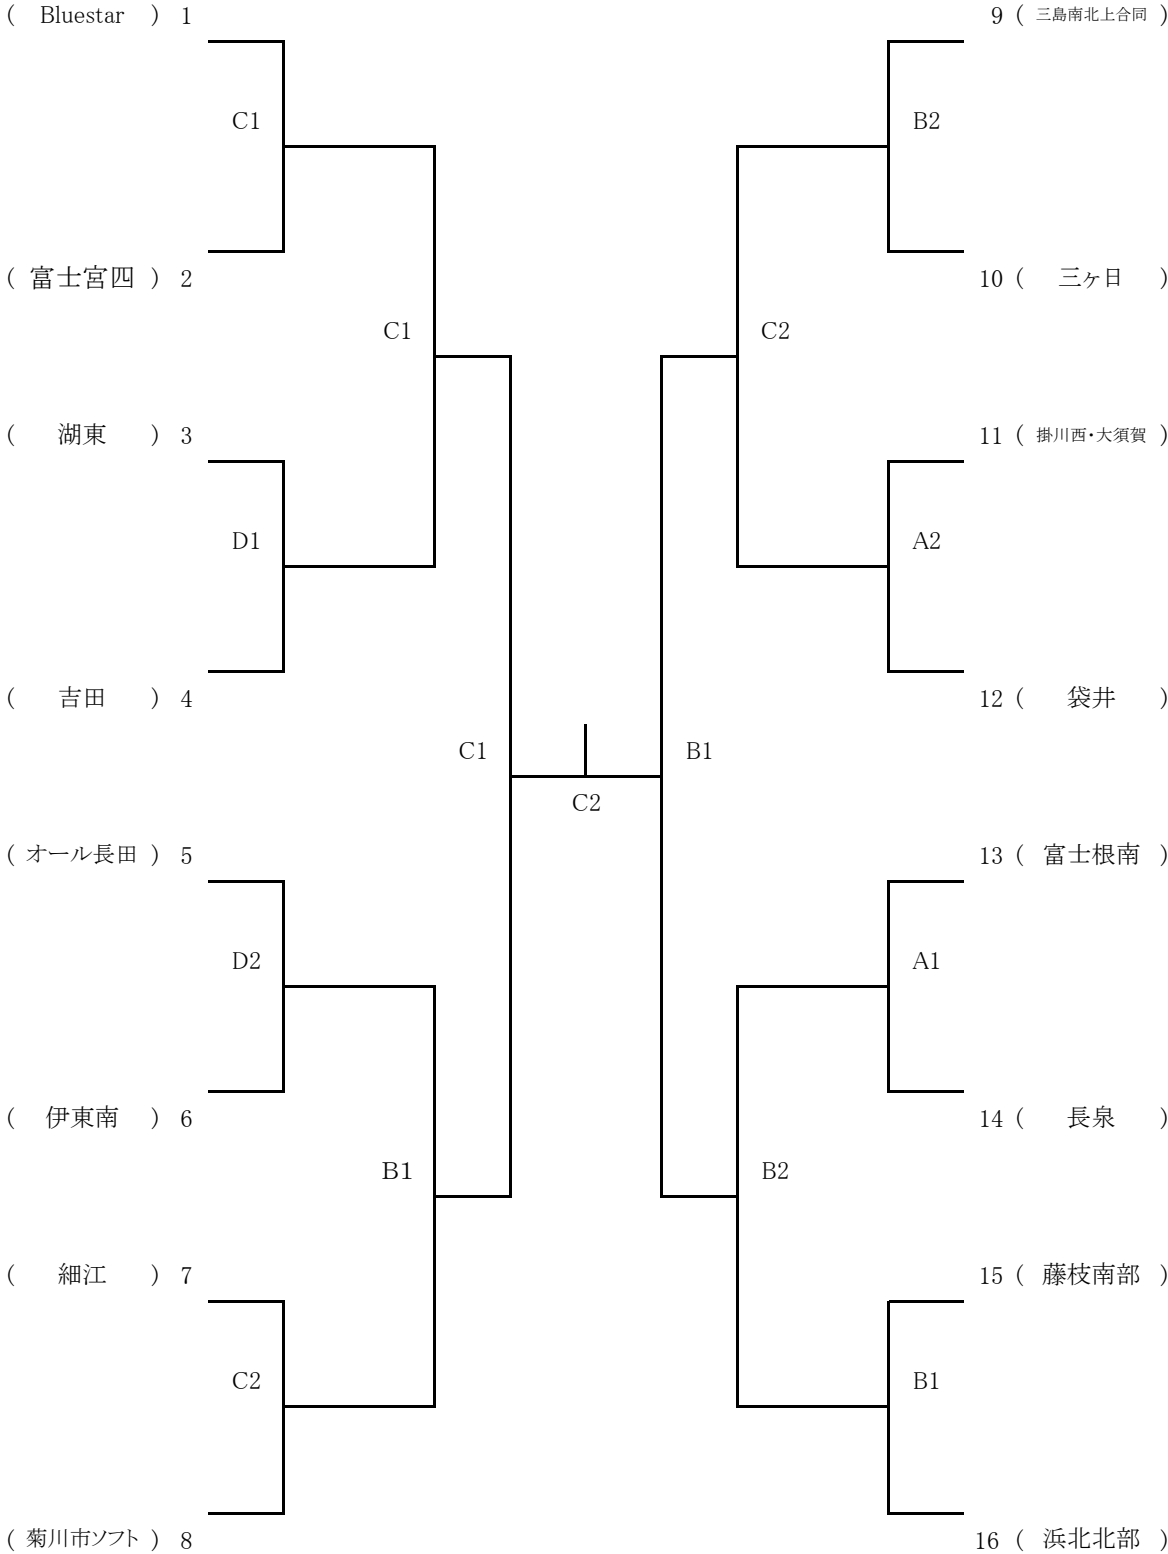 ( Bluestar ) 1
9 ( 三島南北上合同 )
C1
B2
( 富士宮四 ) 2
10 ( 三ヶ日 )
C1
C2
( 湖東 ) 3
11 ( 掛川西・大須賀 )
D1
A2
( 吉田 ) 4
12 ( 袋井 )
C1
B1
C2
( オール長田 ) 5
13 ( 富士根南 )
D2
A1
( 伊東南 ) 6
14 ( 長泉 )
B1
B2
( 細江 ) 7
15 ( 藤枝南部 )
C2
B1
( 菊川市ソフト ) 8
16 ( 浜北北部 )